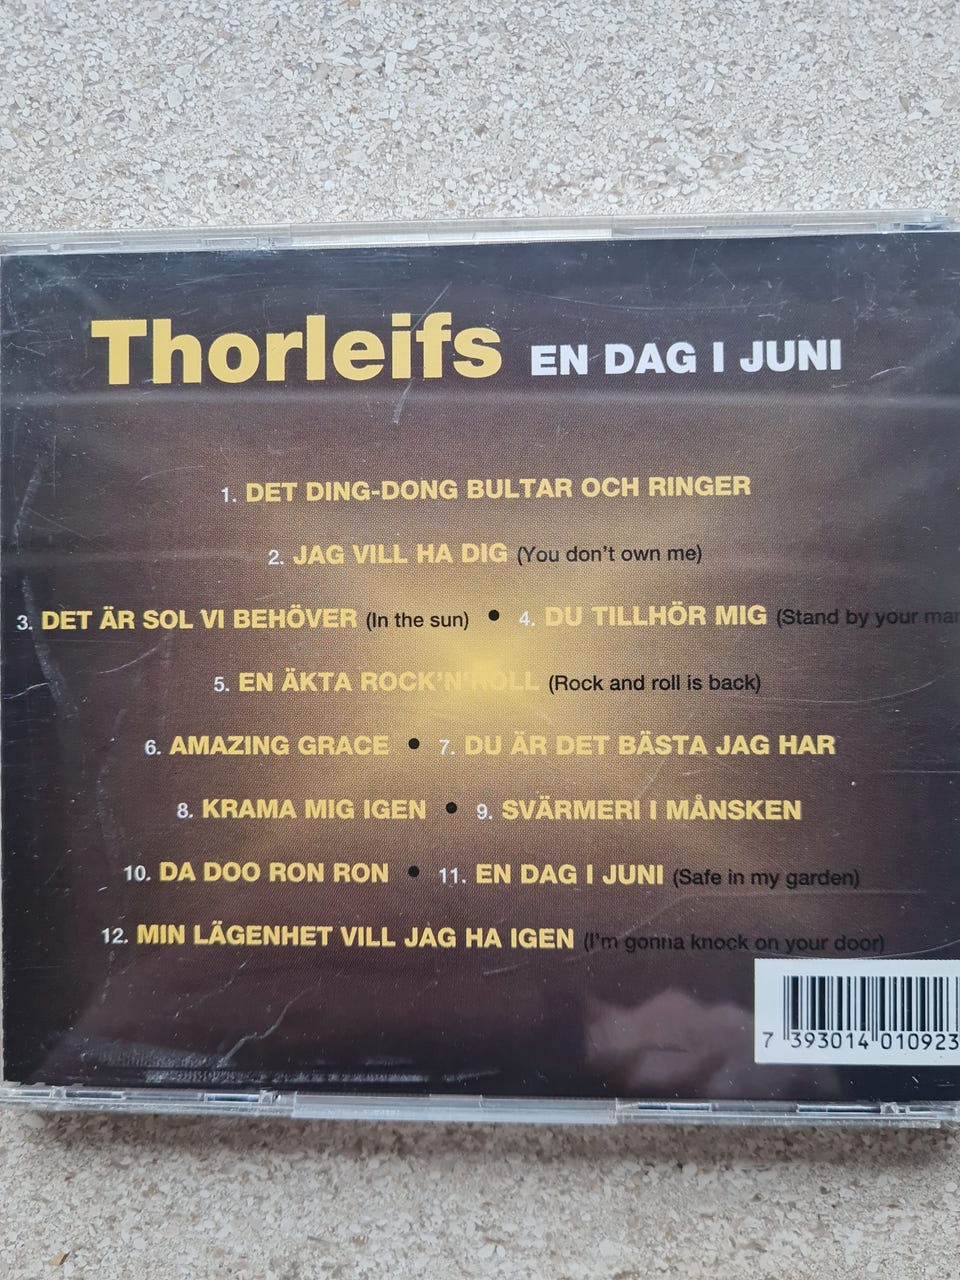 Thorleifs EN DAG I JUNI
1. DET DING-DONG BULTAR OCH RINGER
2. JAG VILL HA DIG (You don't own me)
3. DET ÄR SOL VI BEHÖVER (In the sun) • 4. DU TILLHÖR MIG (Stand by your man
5. EN ÄKTA ROCK'N'ROLL (Rock and roll is back)
6. AMAZING GRACE • 7. DU ÄR DET BÄSTA JAG HAR
8. KRAMA MIG IGEN • 9. SVÄRMERI I MÅNSKEN
10. DA DOO RON RON • 11. EN DAG I JUNI (Safe in my garden)
12. MIN LÄGENHET VILL JAG HA IGEN (I'm gonna knock on your door)
7 393014 010923